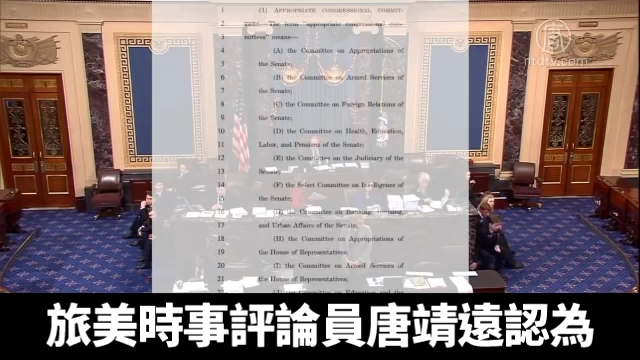 (1) APPROPRIATE CONGRESSIONAL COMMIT-
TEES.—The term "appropriate congressional com-
mittees" means—
(A) the Committee on Appropriations of
the Senate;
(B) the Committee on Armed Services of
the Senate;
(C) the Committee on Foreign Relations of
the Senate;
(D) the Committee on Health, Education,
Labor, and Pensions of the Senate;
(E) the Committee on the Judiciary of the
Senate;
(F) the Select Committee on Intelligence of
the Senate;
(G) the Committee on Banking, Housing,
and Urban Affairs of the Senate;
(H) the Committee on Appropriations of
the House of Representatives;
(I) the Committee on Armed Services of
the House of Representatives;
ntdtv.com
旅美時事評論員唐靖遠認為